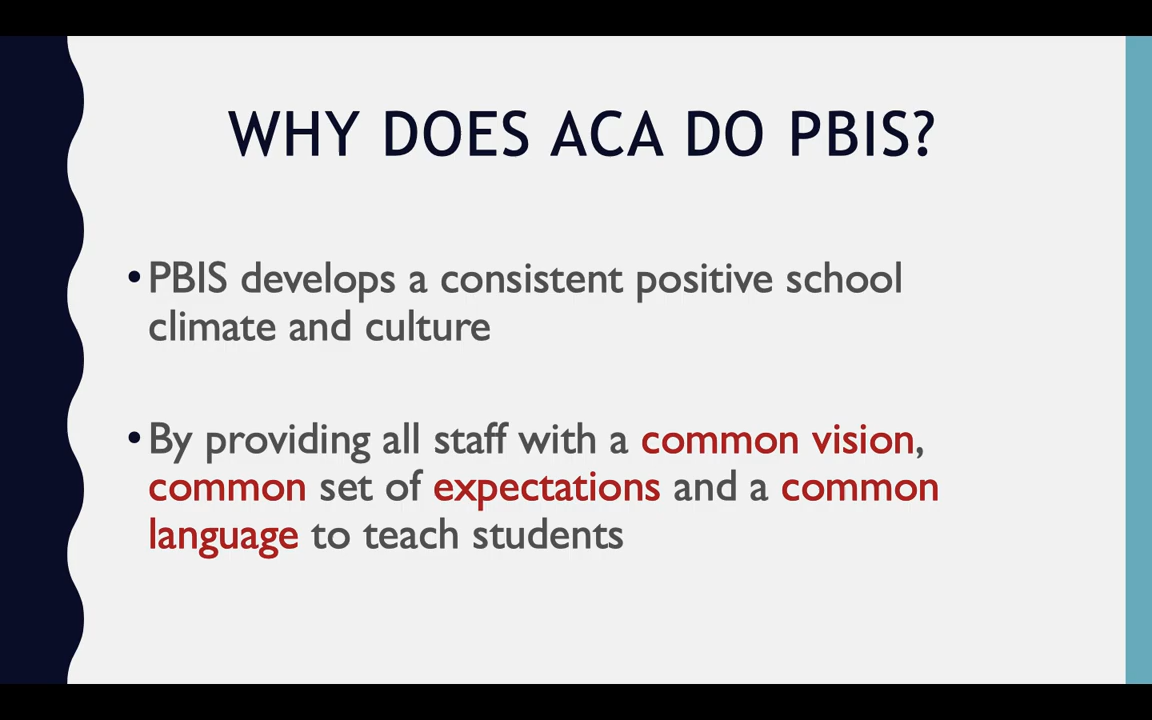 WHY DOES ACA DO PBIS?
•PBIS develops a consistent positive school
climate and culture
•By providing all staff with a common vision,
common set of expectations and a common
language to teach students